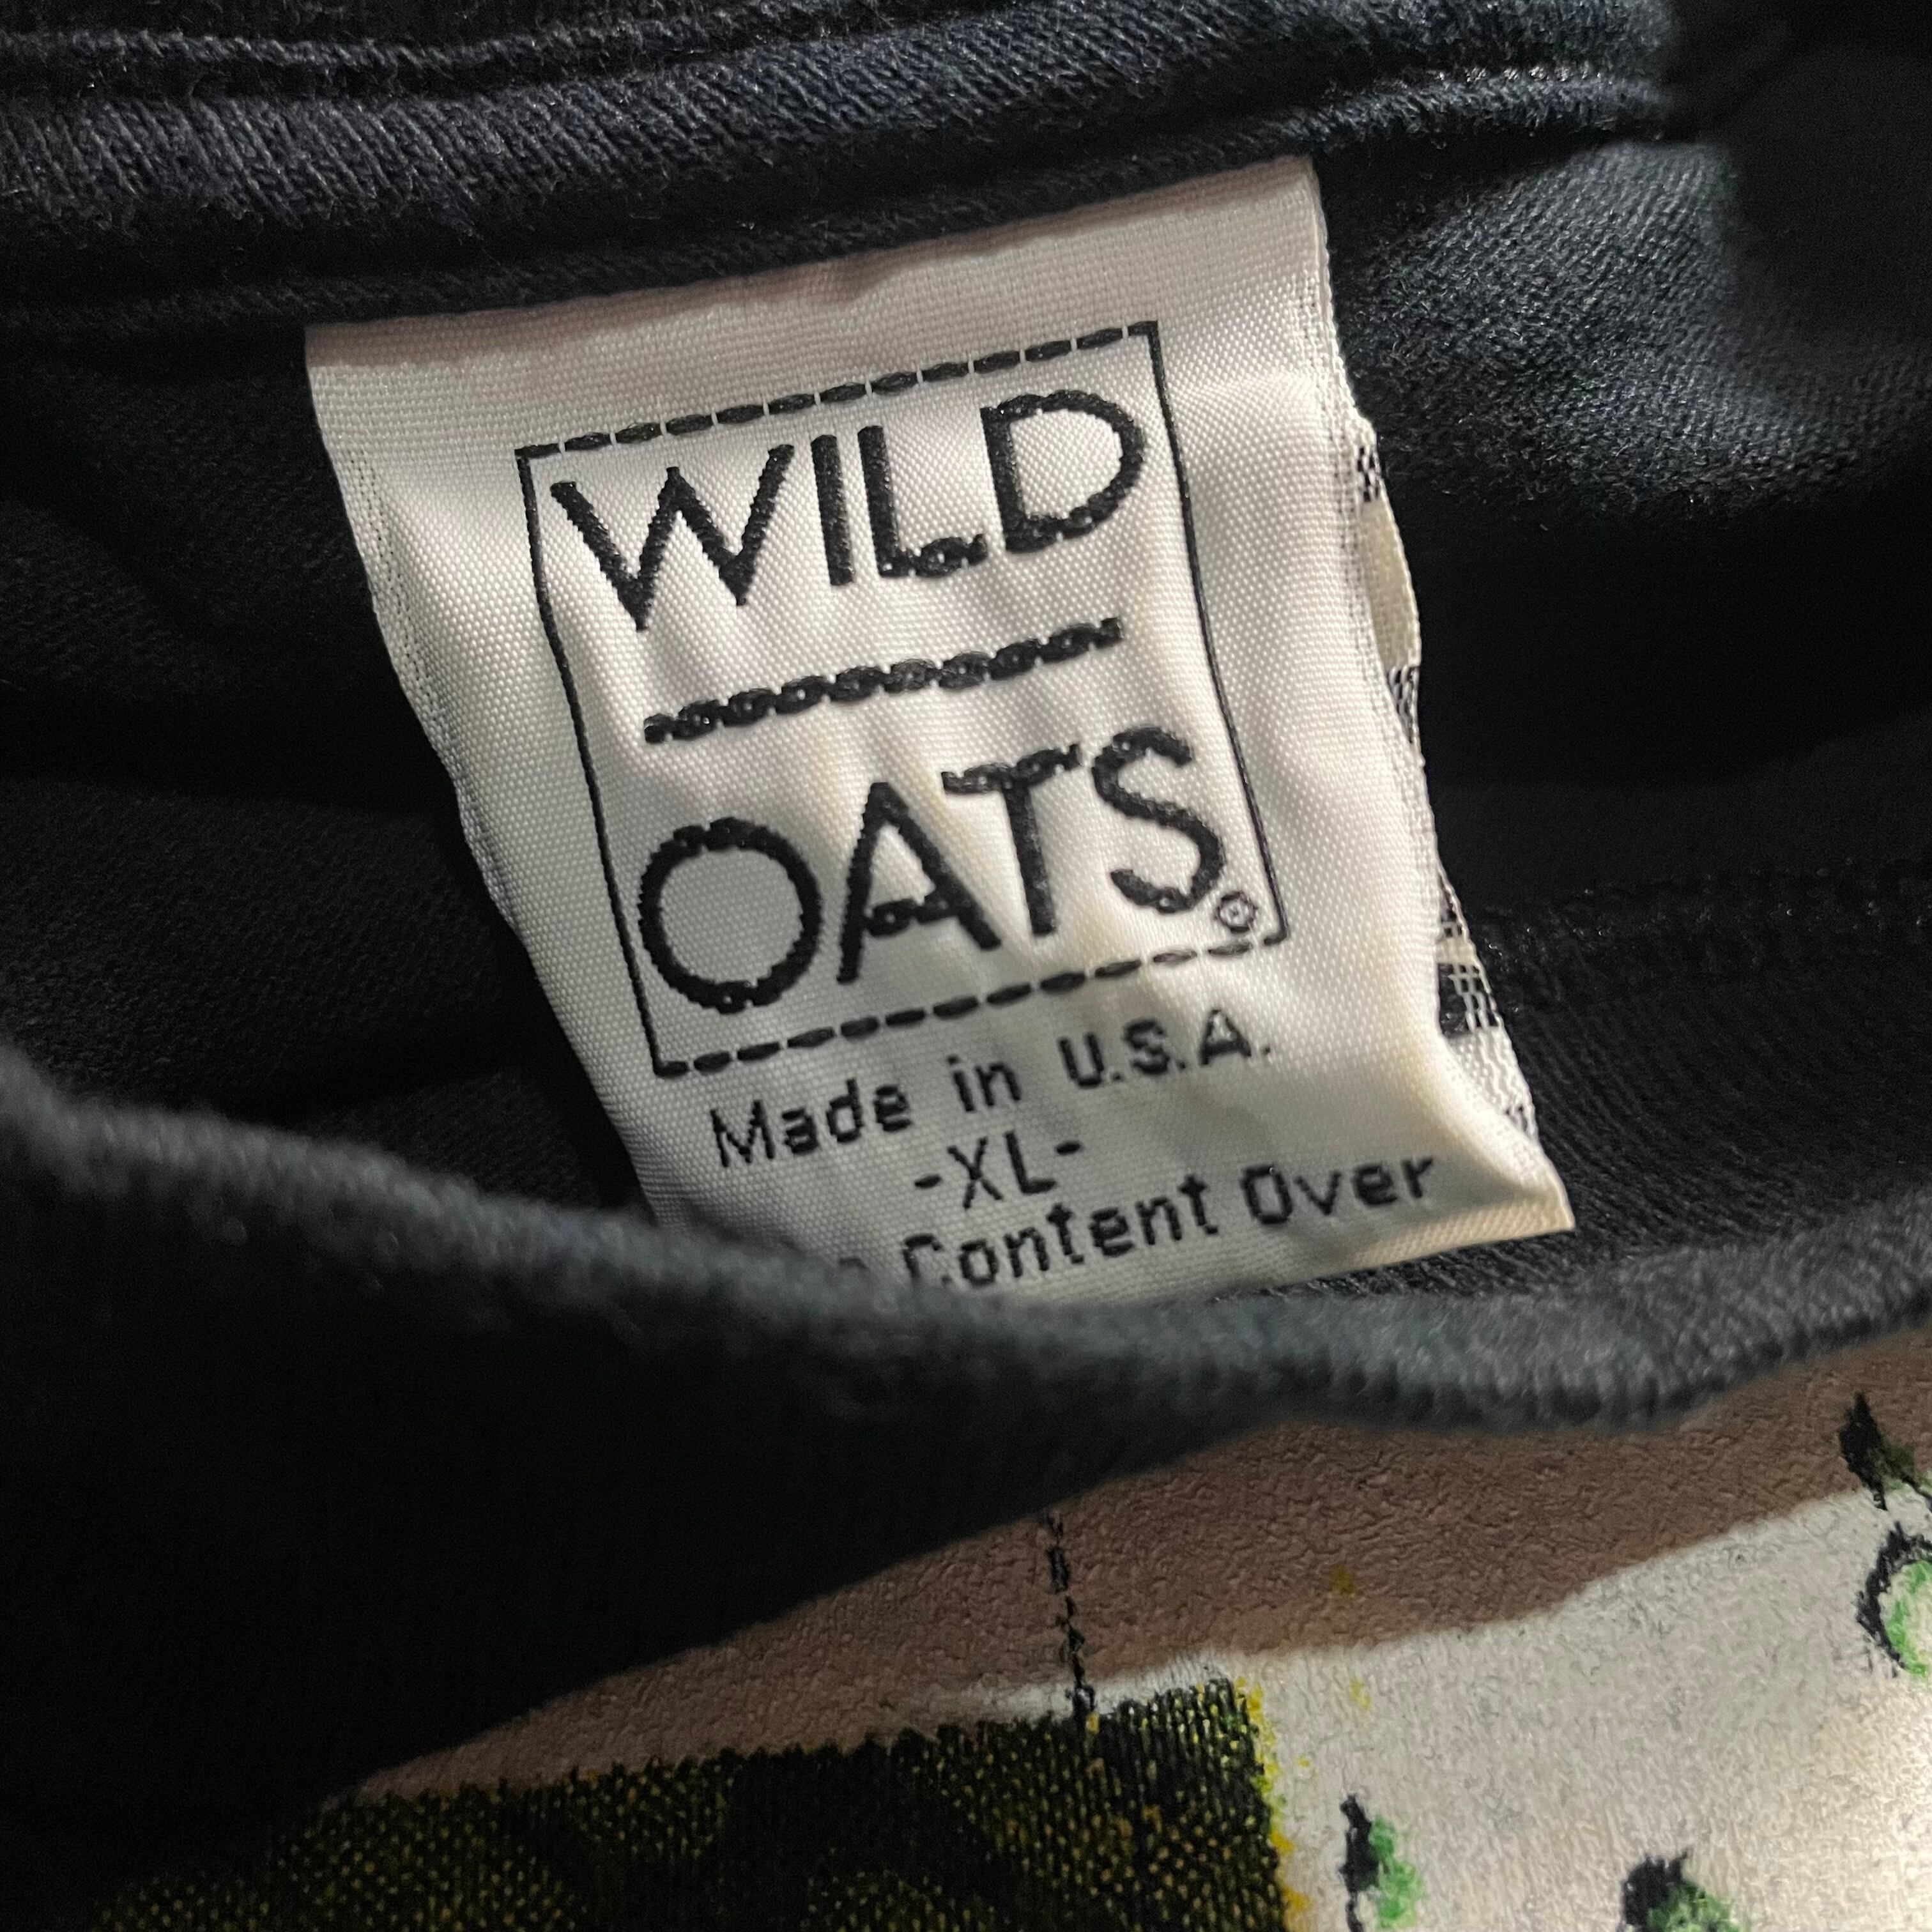 WILD
OATS®
Made in U.S.A.
-XL-
Content Over